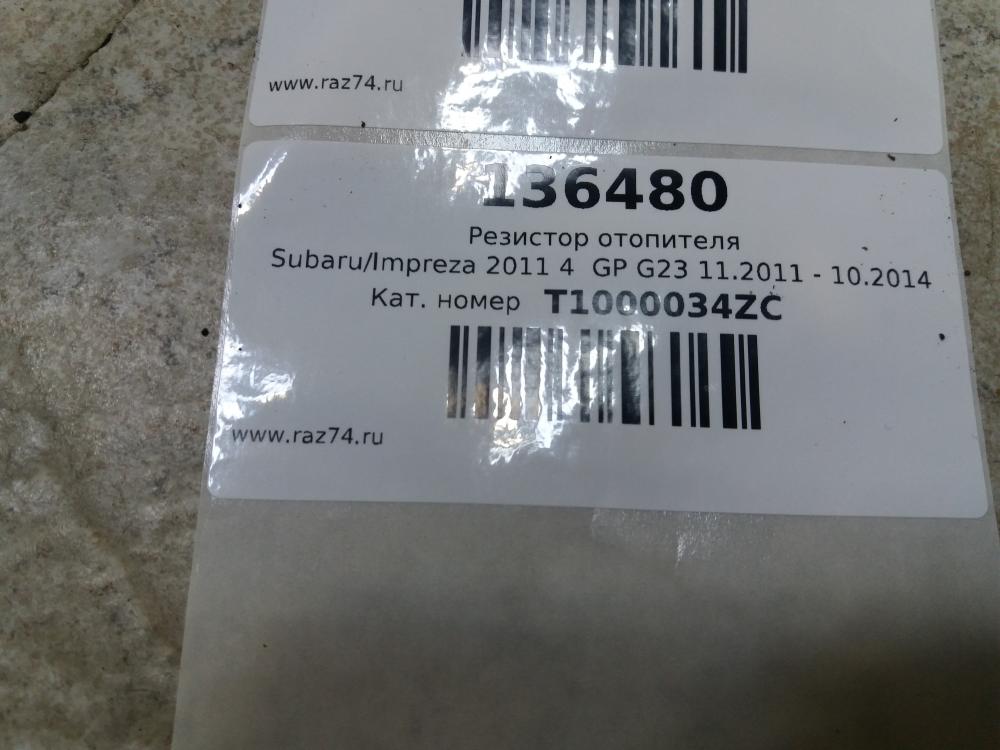 www.raz74.ru
136480
Резистор отопителя
Subaru/Impreza 2011 4 GP G23 11.2011 - 10.2014
Кат. номер T1000034ZC
www.raz74.ru